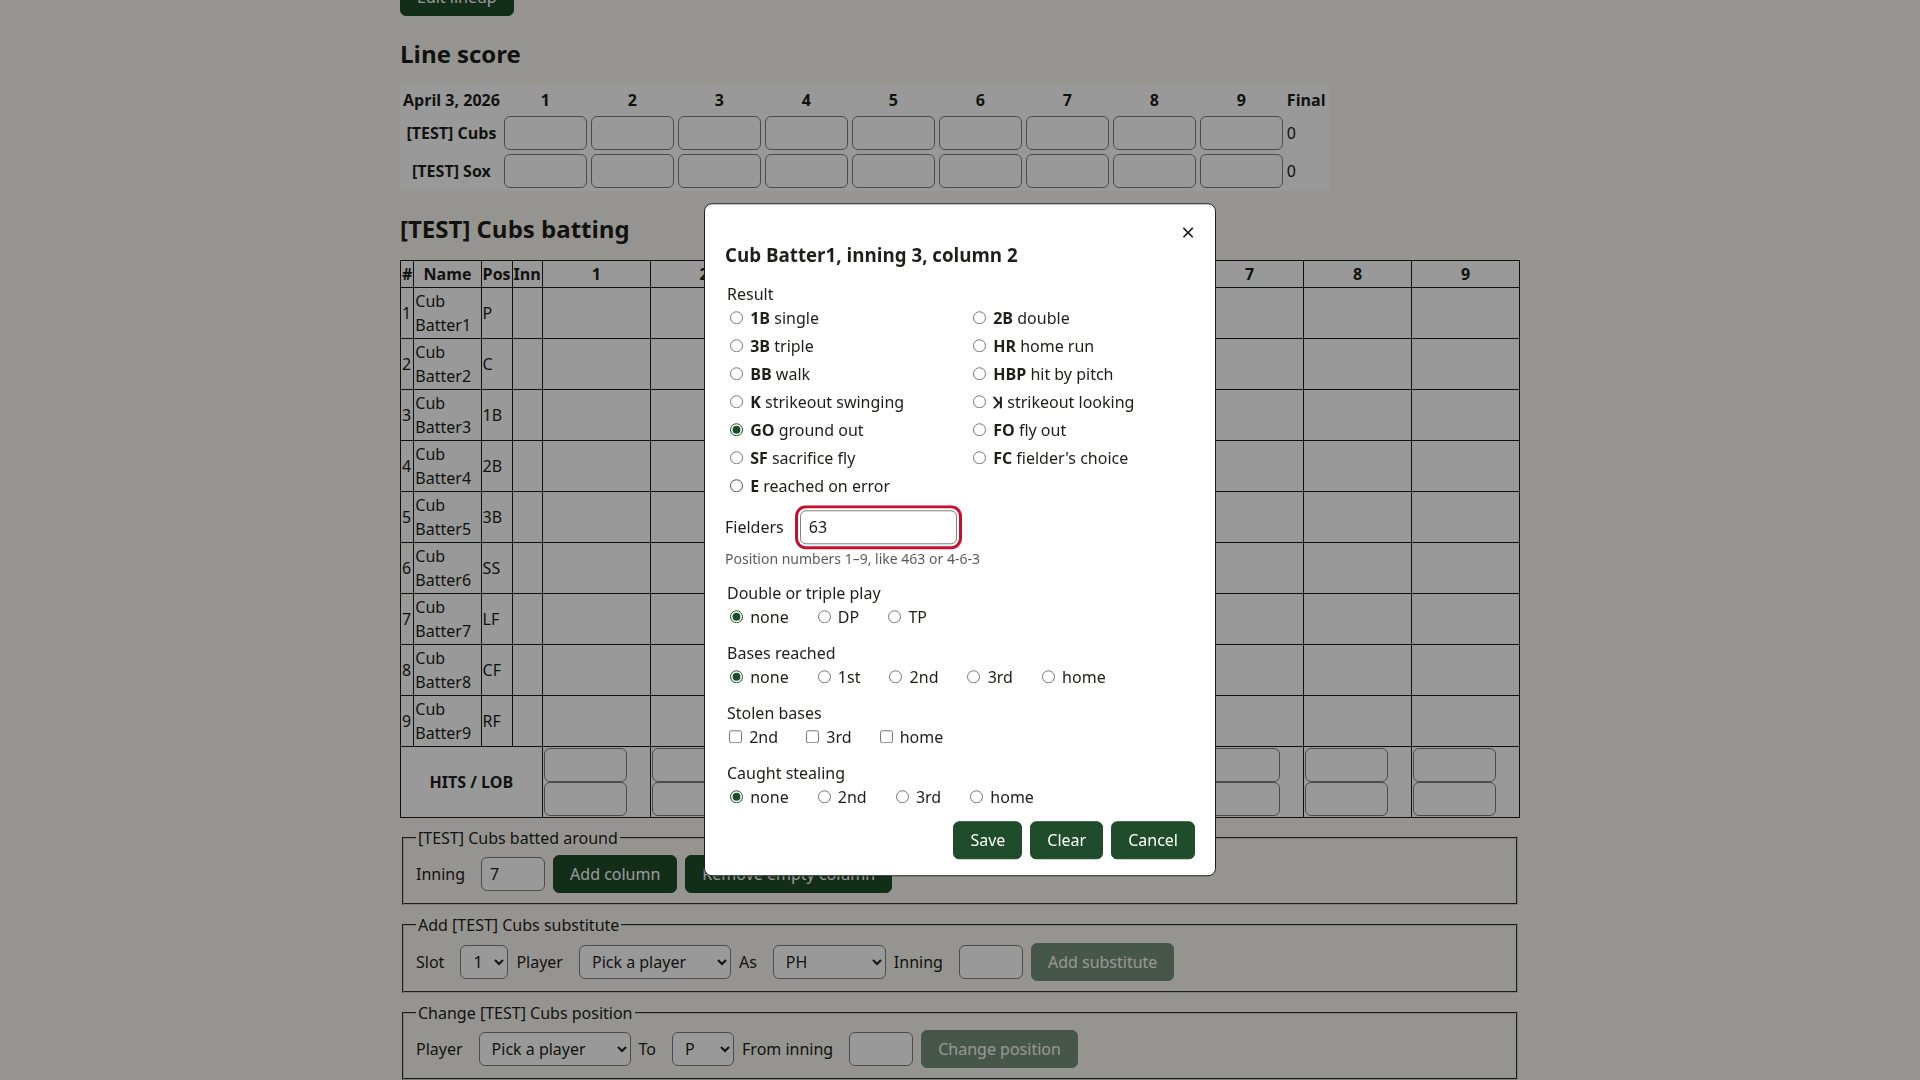 Edit lineup
Line score
April 3, 2026 1 2 3 4 5 6 7 8 9 Final
[TEST] Cubs 0
[TEST] Sox 0
[TEST] Cubs batting
# Name Pos Inn 1 2 7 8 9
1 Cub Batter1 P
2 Cub Batter2 C
3 Cub Batter3 1B
4 Cub Batter4 2B
5 Cub Batter5 3B
6 Cub Batter6 SS
7 Cub Batter7 LF
8 Cub Batter8 CF
9 Cub Batter9 RF
HITS / LOB
[TEST] Cubs batted around
Inning 7 Add column Remove empty column
Add [TEST] Cubs substitute
Slot 1 Player Pick a player As PH Inning Add substitute
Change [TEST] Cubs position
Player Pick a player To P From inning Change position
×
Cub Batter1, inning 3, column 2
Result
1B single 2B double
3B triple HR home run
BB walk HBP hit by pitch
K strikeout swinging ꓘ strikeout looking
GO ground out FO fly out
SF sacrifice fly FC fielder's choice
E reached on error
Fielders 63
Position numbers 1–9, like 463 or 4-6-3
Double or triple play
none DP TP
Bases reached
none 1st 2nd 3rd home
Stolen bases
2nd 3rd home
Caught stealing
none 2nd 3rd home
Save Clear Cancel